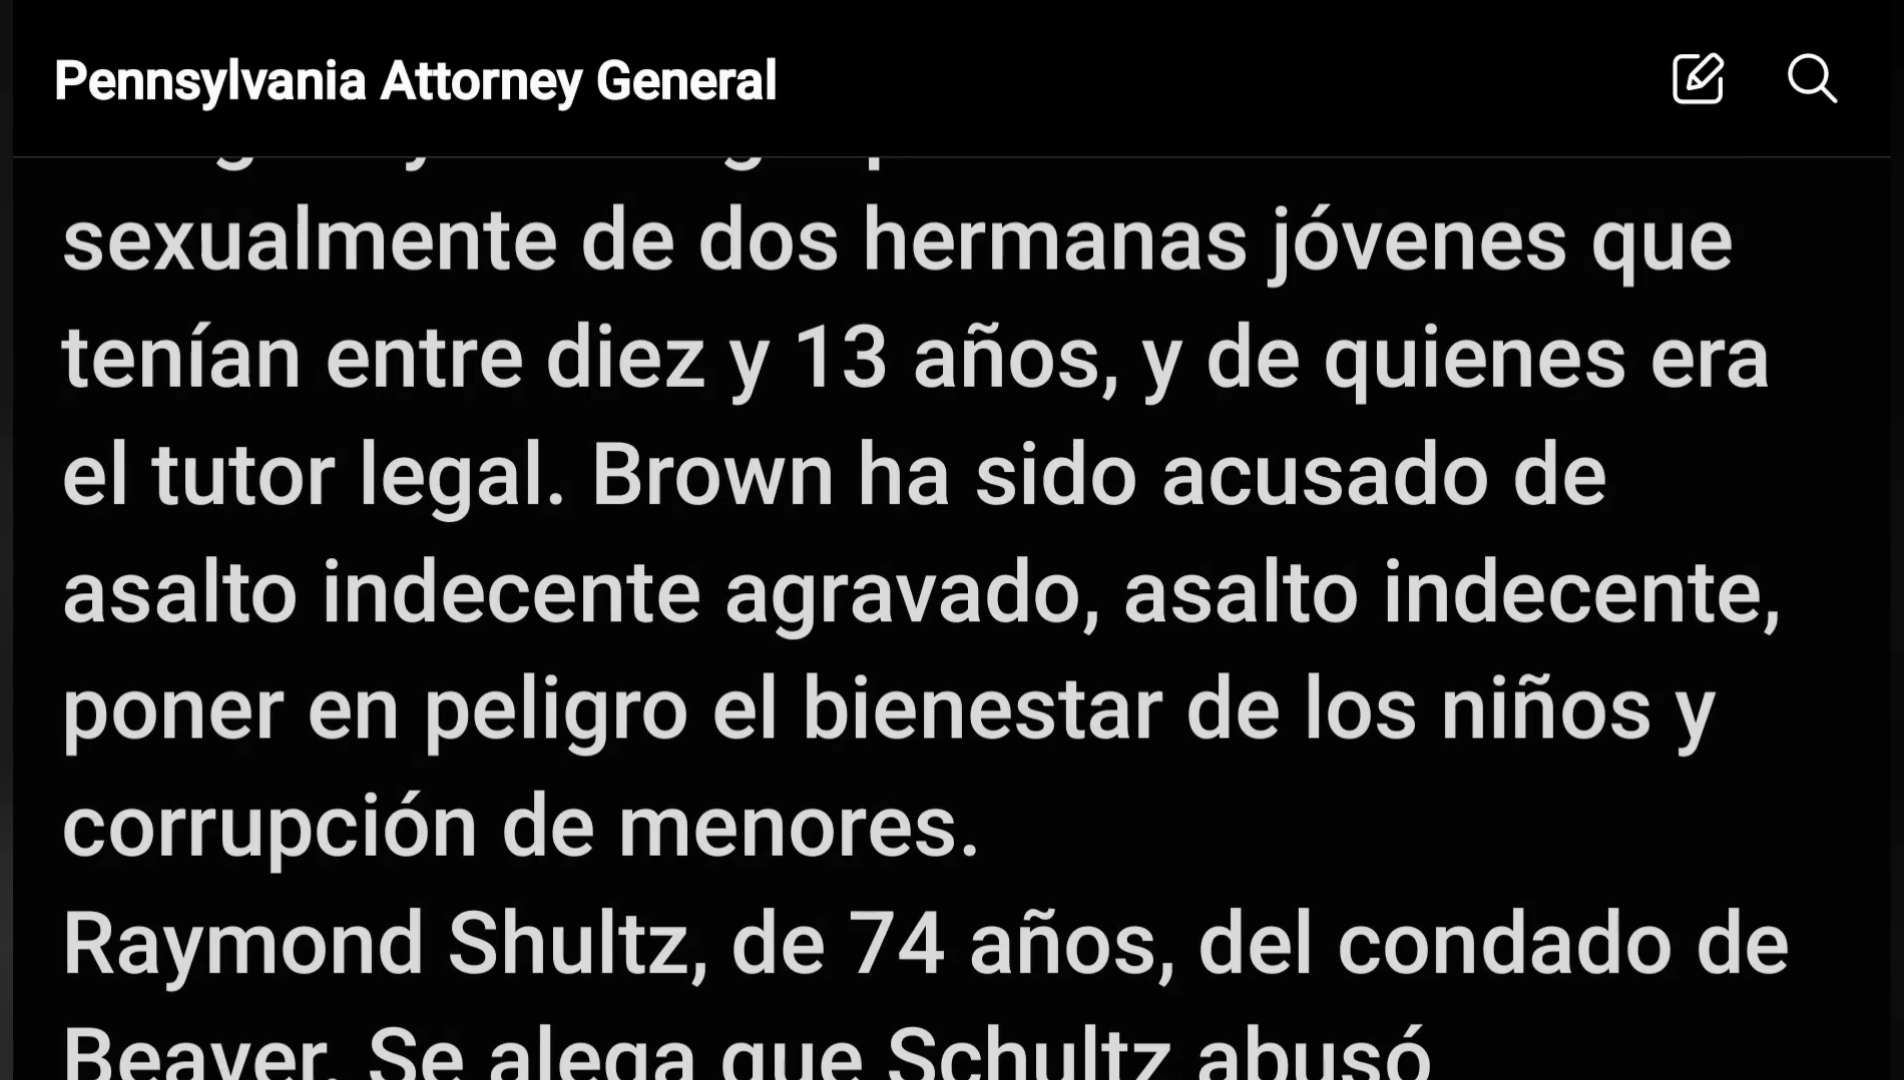 Pennsylvania Attorney General
sexualmente de dos hermanas jóvenes que
tenían entre diez y 13 años, y de quienes era
el tutor legal. Brown ha sido acusado de
asalto indecente agravado, asalto indecente,
poner en peligro el bienestar de los niños y
corrupción de menores.
Raymond Shultz, de 74 años, del condado de
Beaver. Se alega que Schultz abusó